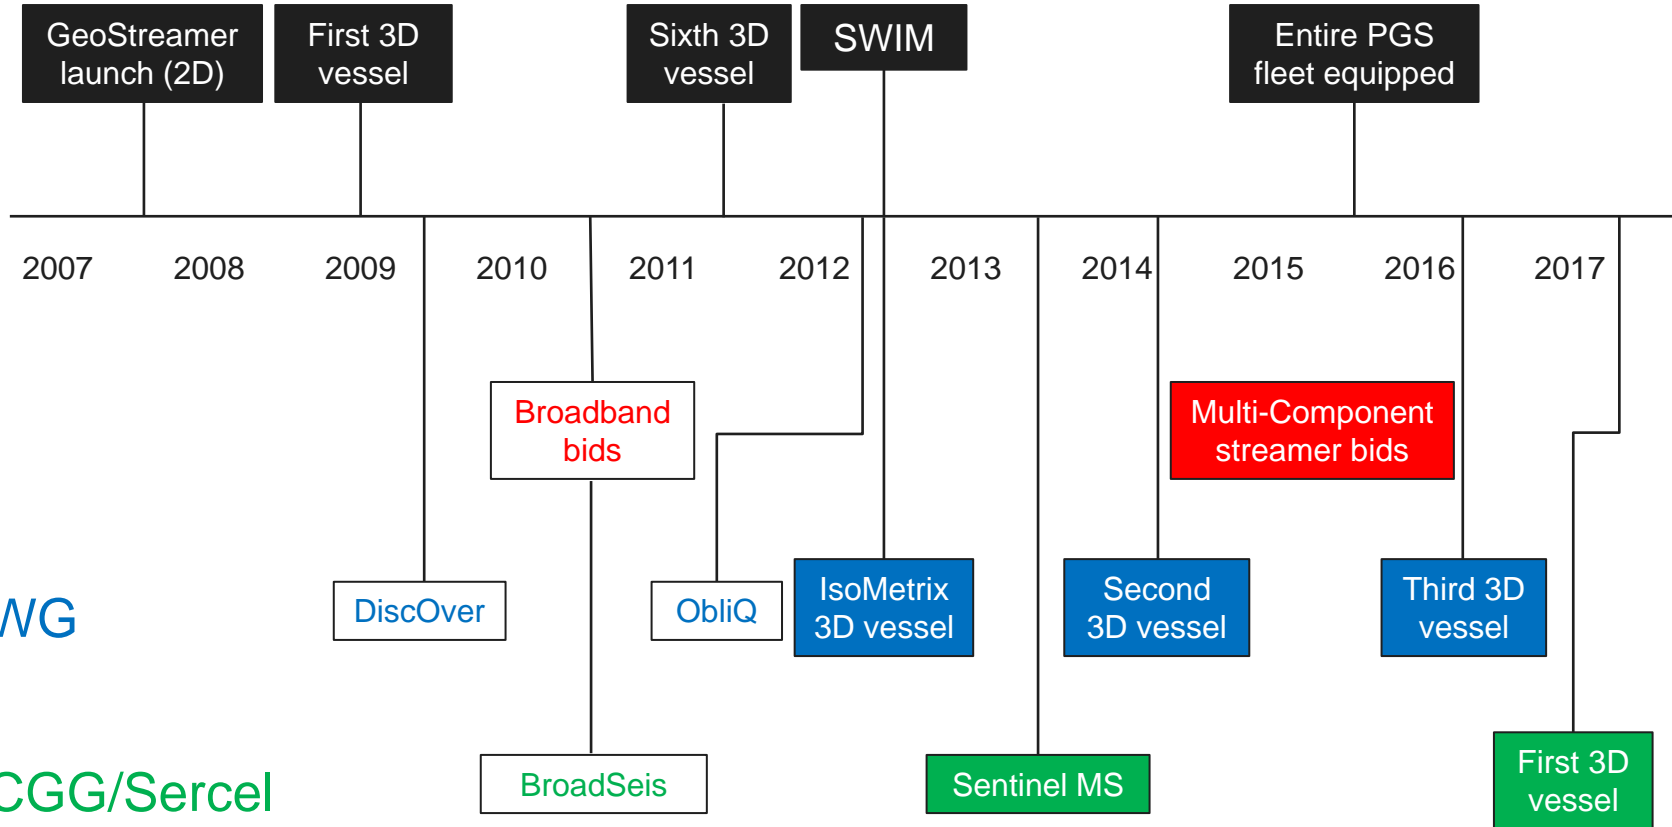 GeoStreamer
launch (2D)
First 3D
vessel
Sixth 3D
vessel
SWIM
Entire PGS
fleet equipped
2007 2008 2009 2010 2011 2012 2013 2014 2015 2016 2017
Broadband
bids
Multi-Component
streamer bids
WG
DiscOver
ObliQ
IsoMetrix
3D vessel
Second
3D vessel
Third 3D
vessel
CGG/Sercel
BroadSeis
Sentinel MS
First 3D
vessel